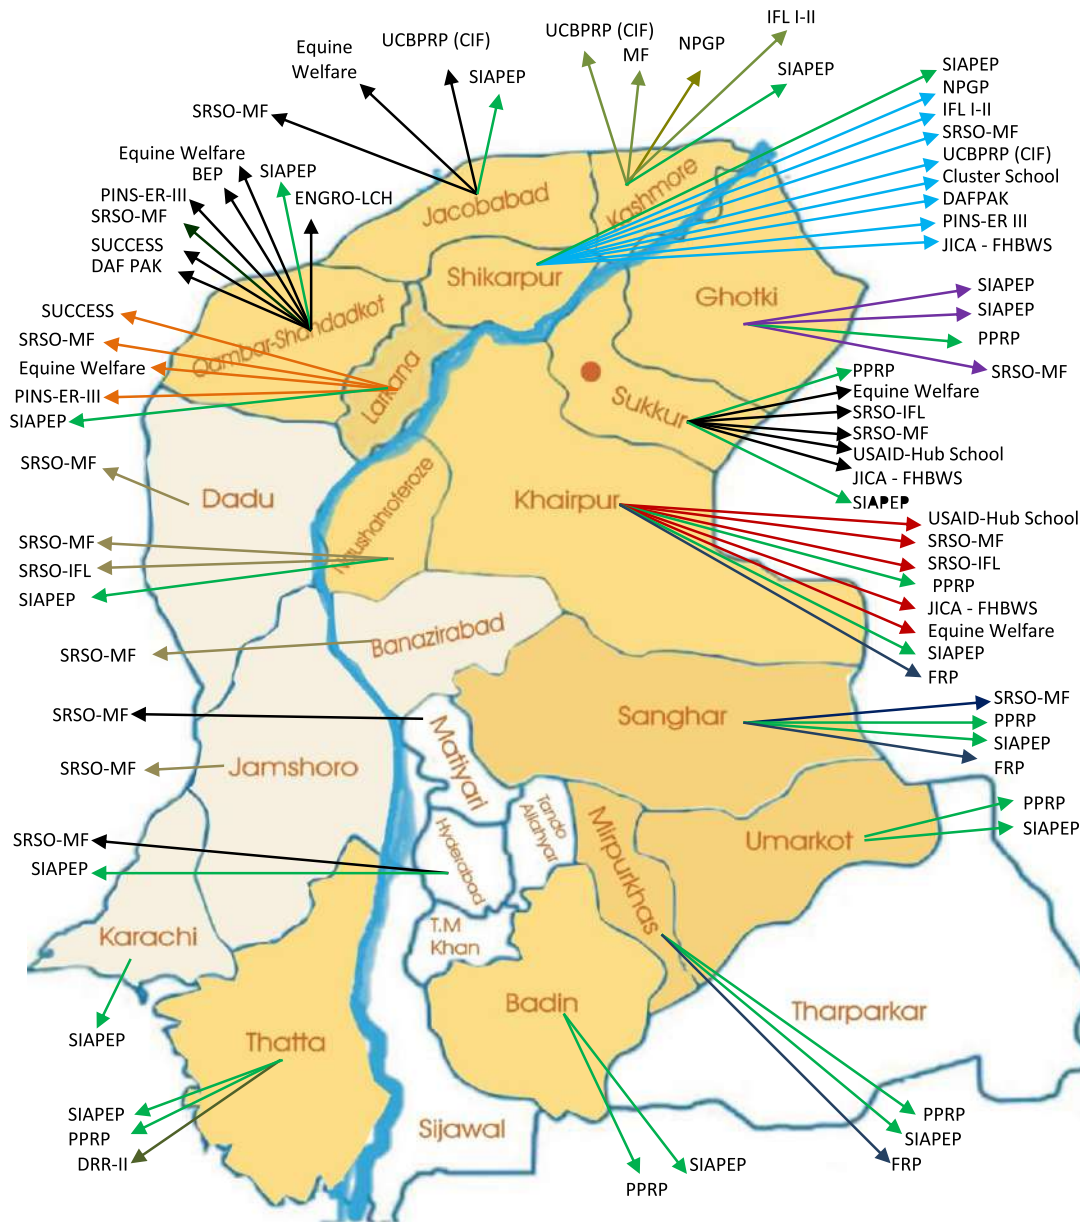 IFL I-II
UCBPRP (CIF)
MF
NPGP
SIAPEP
UCBPRP (CIF)
Equine
Welfare
SIAPEP
SRSO-MF
SIAPEP
NPGP
IFL I-II
SRSO-MF
UCBPRP (CIF)
Cluster School
DAFPAK
PINS-ER III
JICA - FHBWS
Equine Welfare
BEP
SIAPEP
PINS-ER-III
ENGRO-LCH
SRSO-MF
SUCCESS
DAF PAK
Jacobabad
Kashmore
Shikarpur
Ghotki
SIAPEP
SIAPEP
PPRP
SRSO-MF
SUCCESS
SRSO-MF
Equine Welfare
PINS-ER-III
SIAPEP
Qambar-Shahdadkot
Larkana
Sukkur
PPRP
Equine Welfare
SRSO-IFL
SRSO-MF
USAID-Hub School
JICA - FHBWS
SIAPEP
SRSO-MF
Dadu
Khairpur
USAID-Hub School
SRSO-MF
SRSO-IFL
PPRP
JICA - FHBWS
Equine Welfare
SIAPEP
FRP
SRSO-MF
SRSO-IFL
SIAPEP
Naushahroferoze
SRSO-MF
Banazirabad
SRSO-MF
Matiyari
Sanghar
SRSO-MF
PPRP
SIAPEP
FRP
SRSO-MF
Jamshoro
SRSO-MF
SIAPEP
Hyderabad
Tando
Allahyar
Mirpurkhas
Umarkot
PPRP
SIAPEP
Karachi
T.M
Khan
SIAPEP
Badin
Tharparkar
Thatta
SIAPEP
PPRP
DRR-II
Sijawal
PPRP
SIAPEP
PPRP
SIAPEP
FRP